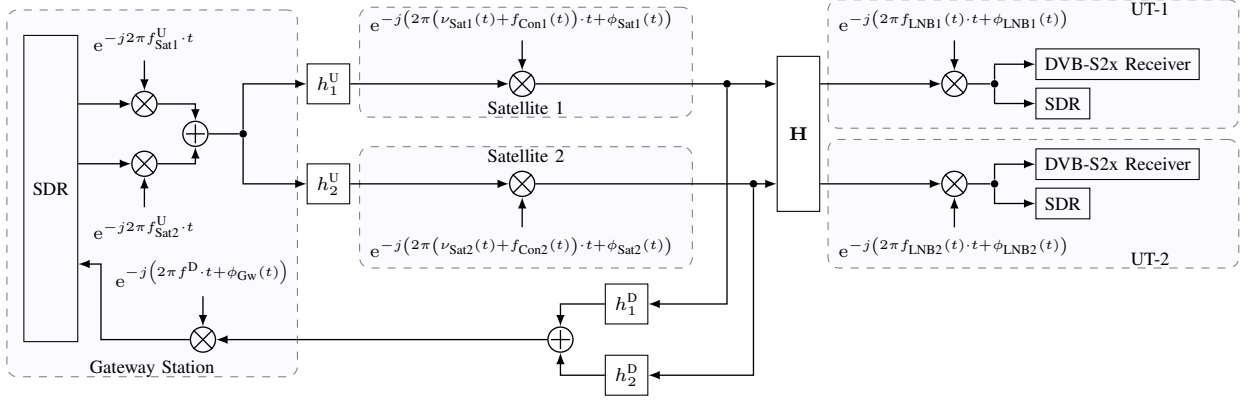 SDR
e^{-j2πf^U_{Sat1}·t}
e^{-j2πf^U_{Sat2}·t}
e^{-j(2πf^D·t+ϕ_{Gw}(t))}
Gateway Station
h^U_1
h^U_2
e^{-j(2π(ν_{Sat1}(t)+f_{Con1}(t))·t+ϕ_{Sat1}(t))}
Satellite 1
Satellite 2
e^{-j(2π(ν_{Sat2}(t)+f_{Con2}(t))·t+ϕ_{Sat2}(t))}
h^D_1
h^D_2
H
UT-1
e^{-j(2πf_{LNB1}(t)·t+ϕ_{LNB1}(t))}
DVB-S2x Receiver
SDR
DVB-S2x Receiver
SDR
e^{-j(2πf_{LNB2}(t)·t+ϕ_{LNB2}(t))}
UT-2